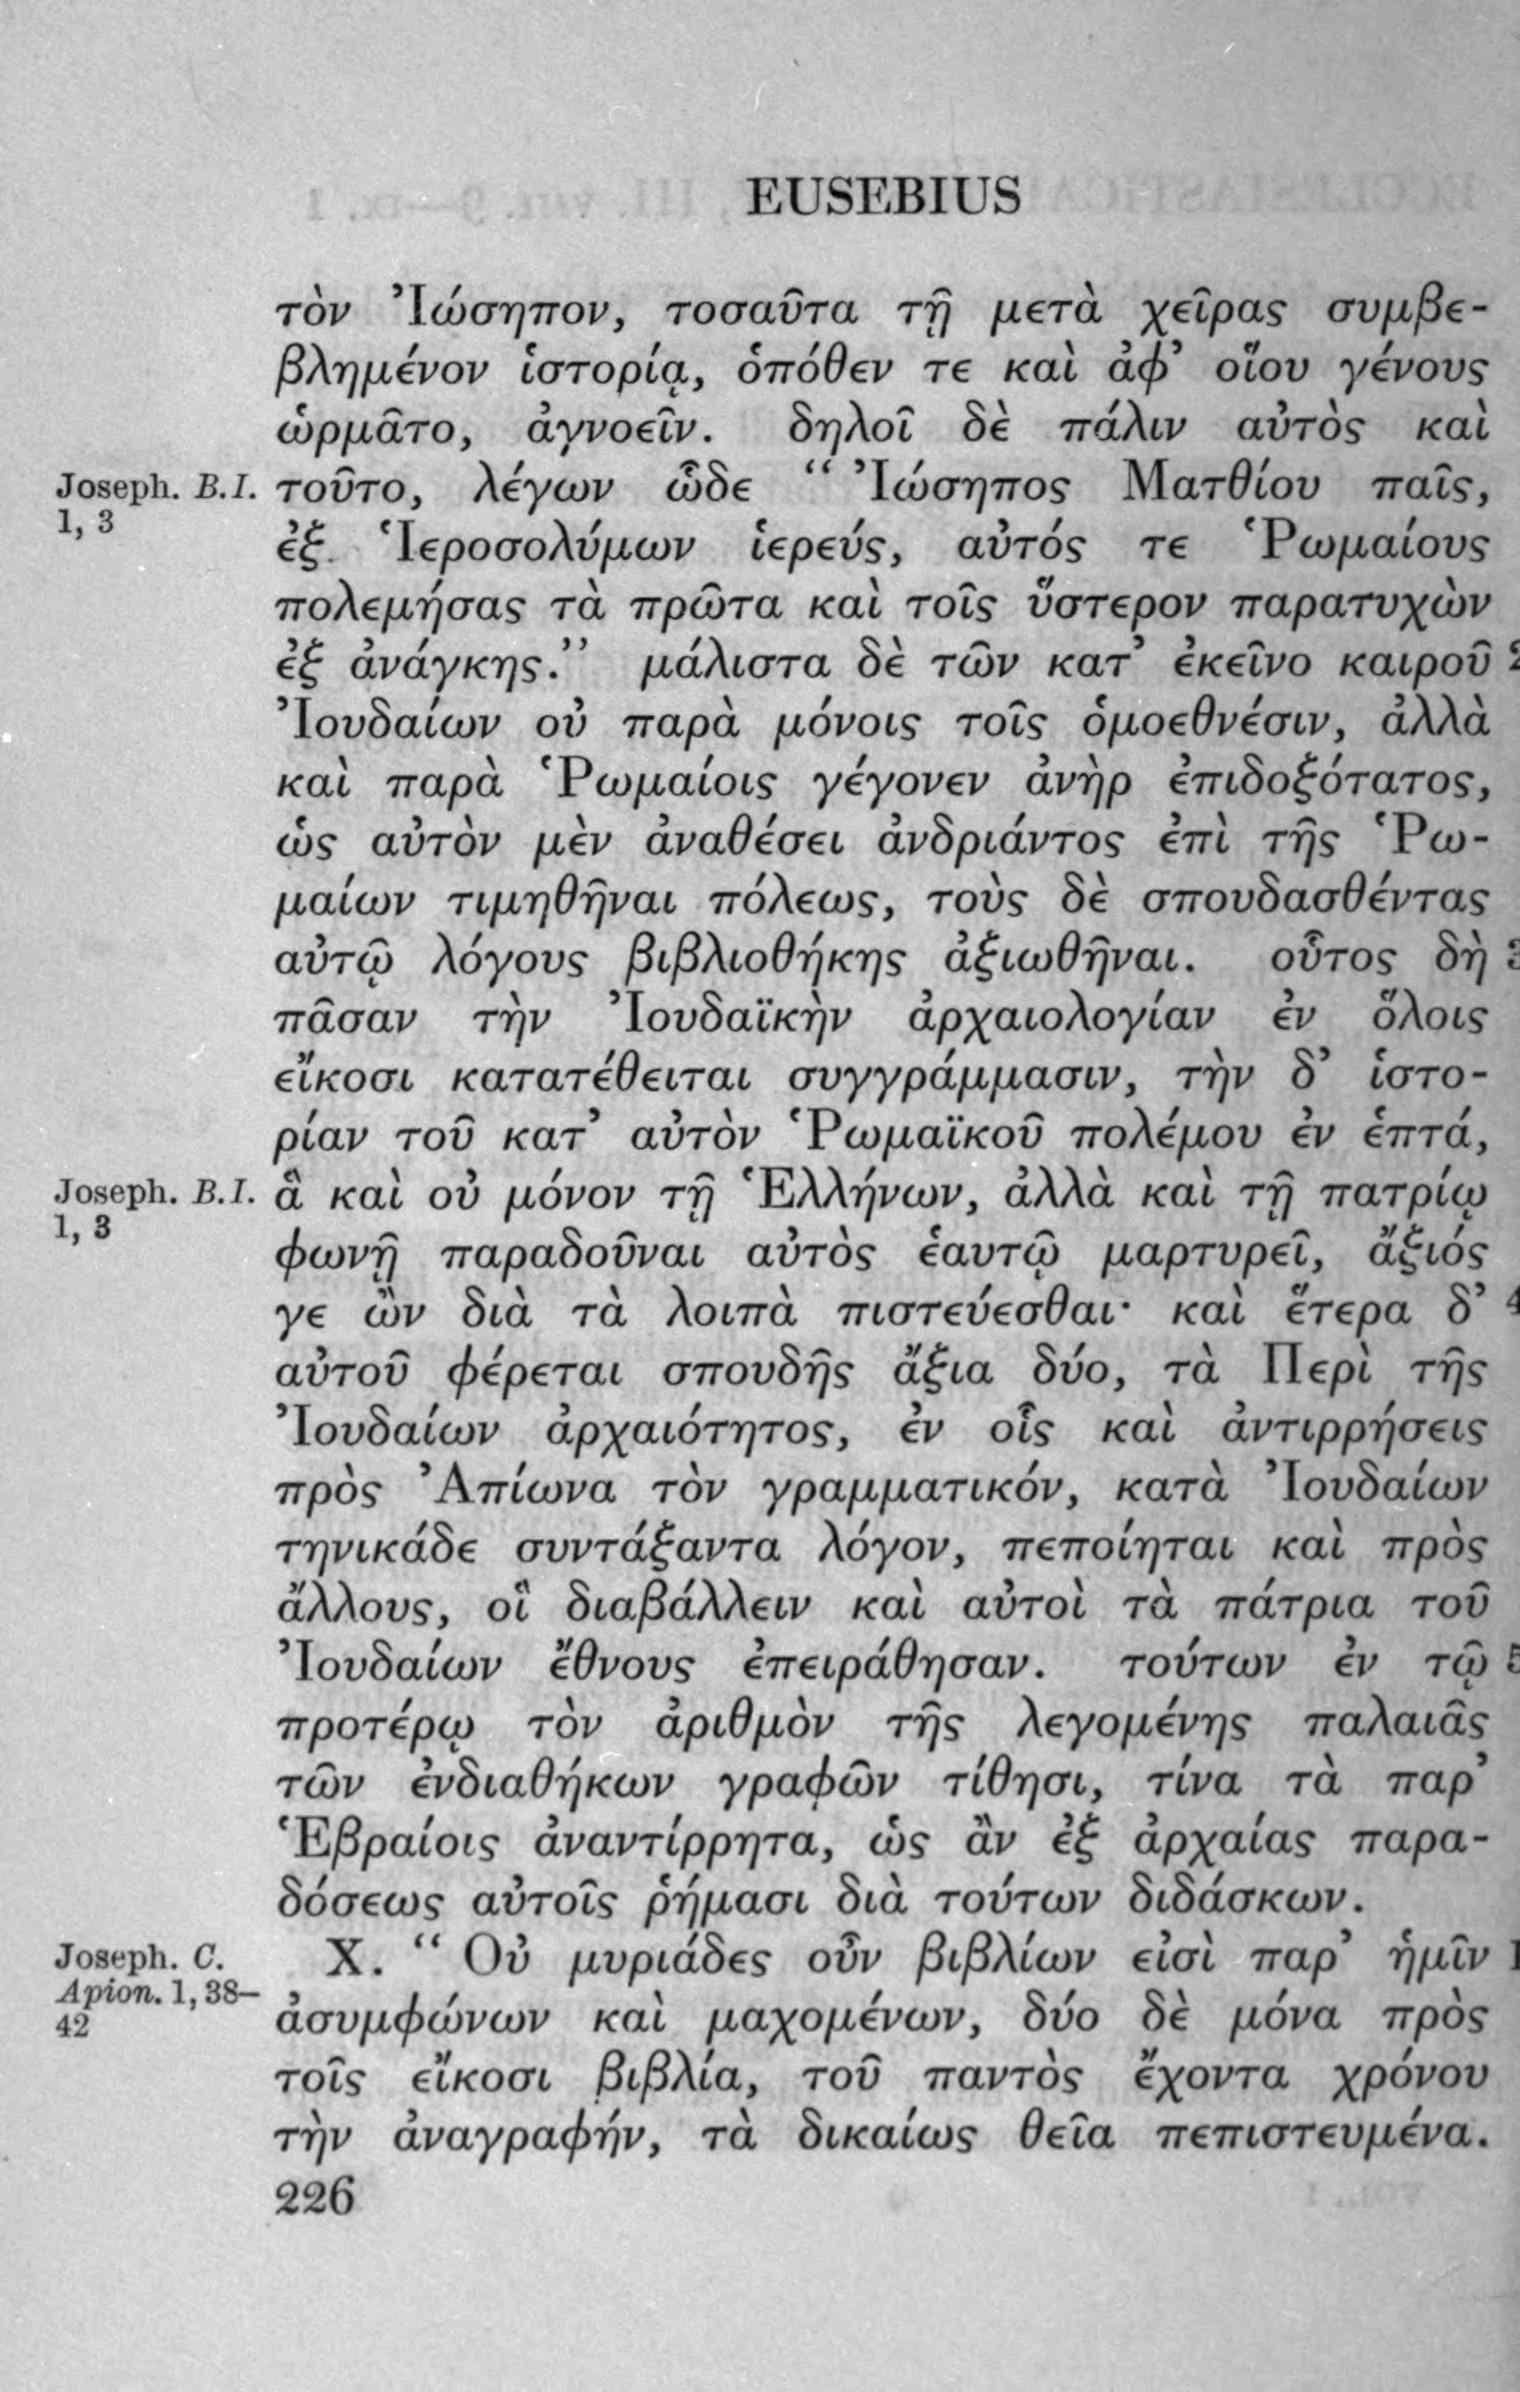 EUSEBIUS
τὸν Ἰώσηπον, τοσαῦτα τῇ μετὰ χεῖρας συμβε-
βλημένον ἱστορίᾳ, ὁπόθεν τε καὶ ἀφ’ οἵου γένους
ὡρμᾶτο, ἀγνοεῖν. δηλοῖ δὲ πάλιν αὐτὸς καὶ
Joseph. B.I. τοῦτο, λέγων ὧδε “ Ἰώσηπος Ματθίου παῖς,
1, 3
ἐξ Ἱεροσολύμων ἱερεύς, αὐτός τε Ῥωμαίους
πολεμήσας τὰ πρῶτα καὶ τοῖς ὕστερον παρατυχὼν
ἐξ ἀνάγκης.” μάλιστα δὲ τῶν κατ’ ἐκεῖνο καιροῦ 2
Ἰουδαίων οὐ παρὰ μόνοις τοῖς ὁμοεθνέσιν, ἀλλὰ
καὶ παρὰ Ῥωμαίοις γέγονεν ἀνὴρ ἐπιδοξότατος,
ὡς αὐτὸν μὲν ἀναθέσει ἀνδριάντος ἐπὶ τῆς Ῥω-
μαίων τιμηθῆναι πόλεως, τοὺς δὲ σπουδασθέντας
αὐτῷ λόγους βιβλιοθήκης ἀξιωθῆναι. οὗτος δὴ 3
πᾶσαν τὴν Ἰουδαϊκὴν ἀρχαιολογίαν ἐν ὅλοις
εἴκοσι κατατέθειται συγγράμμασιν, τὴν δ’ ἱστο-
ρίαν τοῦ κατ’ αὐτὸν Ῥωμαϊκοῦ πολέμου ἐν ἑπτά,
Joseph. B.I. ἃ καὶ οὐ μόνον τῇ Ἑλλήνων, ἀλλὰ καὶ τῇ πατρίῳ
1, 3
φωνῇ παραδοῦναι αὐτὸς ἑαυτῷ μαρτυρεῖ, ἄξιός
γε ὢν διὰ τὰ λοιπὰ πιστεύεσθαι· καὶ ἕτερα δ’ 4
αὐτοῦ φέρεται σπουδῆς ἄξια δύο, τὰ Περὶ τῆς
Ἰουδαίων ἀρχαιότητος, ἐν οἷς καὶ ἀντιρρήσεις
πρὸς Ἀπίωνα τὸν γραμματικόν, κατὰ Ἰουδαίων
τηνικάδε συντάξαντα λόγον, πεποίηται καὶ πρὸς
ἄλλους, οἳ διαβάλλειν καὶ αὐτοὶ τὰ πάτρια τοῦ
Ἰουδαίων ἔθνους ἐπειράθησαν. τούτων ἐν τῷ 5
προτέρῳ τὸν ἀριθμὸν τῆς λεγομένης παλαιᾶς
τῶν ἐνδιαθήκων γραφῶν τίθησι, τίνα τὰ παρ’
Ἑβραίοις ἀναντίρρητα, ὡς ἂν ἐξ ἀρχαίας παρα-
δόσεως αὐτοῖς ῥήμασι διὰ τούτων διδάσκων.
Joseph. C. X. “ Οὐ μυριάδες οὖν βιβλίων εἰσὶ παρ’ ἡμῖν 1
Apion. 1, 38–
42
ἀσυμφώνων καὶ μαχομένων, δύο δὲ μόνα πρὸς
τοῖς εἴκοσι βιβλία, τοῦ παντὸς ἔχοντα χρόνου
τὴν ἀναγραφήν, τὰ δικαίως θεῖα πεπιστευμένα.
226